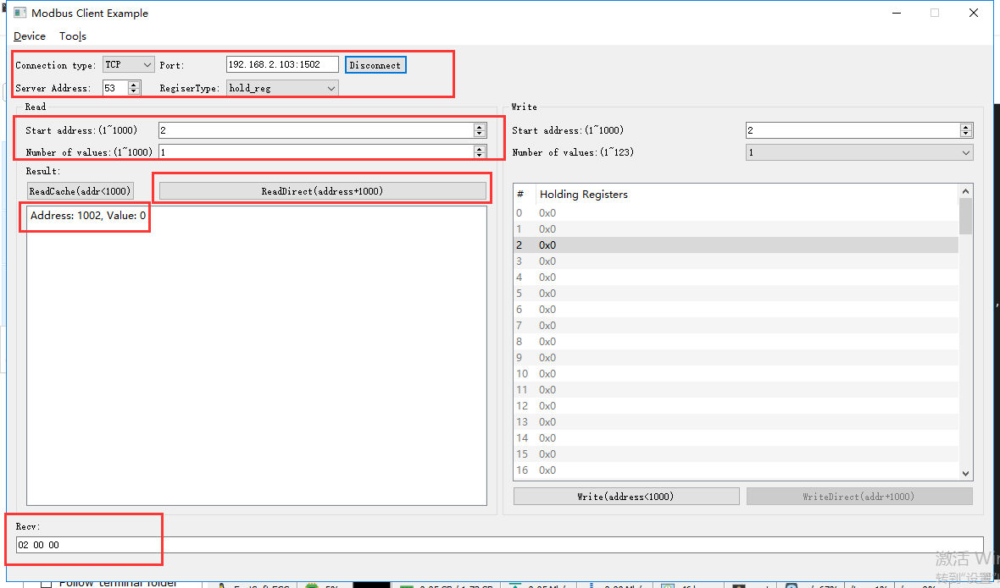 Modbus Client Example
Device Tools
Connection type: TCP Port: 192.168.2.103:1502 Disconnect
Server Address: 53 RegiserType: hold_reg
Read
Write
Start address:(1~1000) 2
Start address:(1~1000) 2
Number of values:(1~1000) 1
Number of values:(1~123) 1
Result:
ReadCache(addr<1000) ReadDirect(address+1000)
Address: 1002, Value: 0
# Holding Registers
0 0x0
1 0x0
2 0x0
3 0x0
4 0x0
5 0x0
6 0x0
7 0x0
8 0x0
9 0x0
10 0x0
11 0x0
12 0x0
13 0x0
14 0x0
15 0x0
16 0x0
Write(address<1000) WriteDirect(addr+1000)
Recv:
02 00 00
激活 Wi
转到"设置"
Follow terminal folder